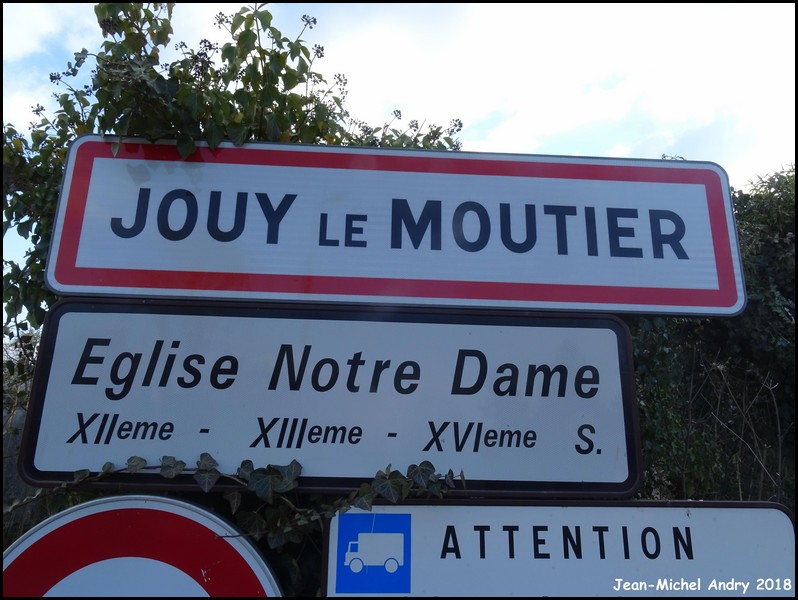 JOUY LE MOUTIER
Eglise Notre Dame
XIIeme - XIIIeme - XVIeme S.
ATTENTION
Jean-Michel Andry 2018